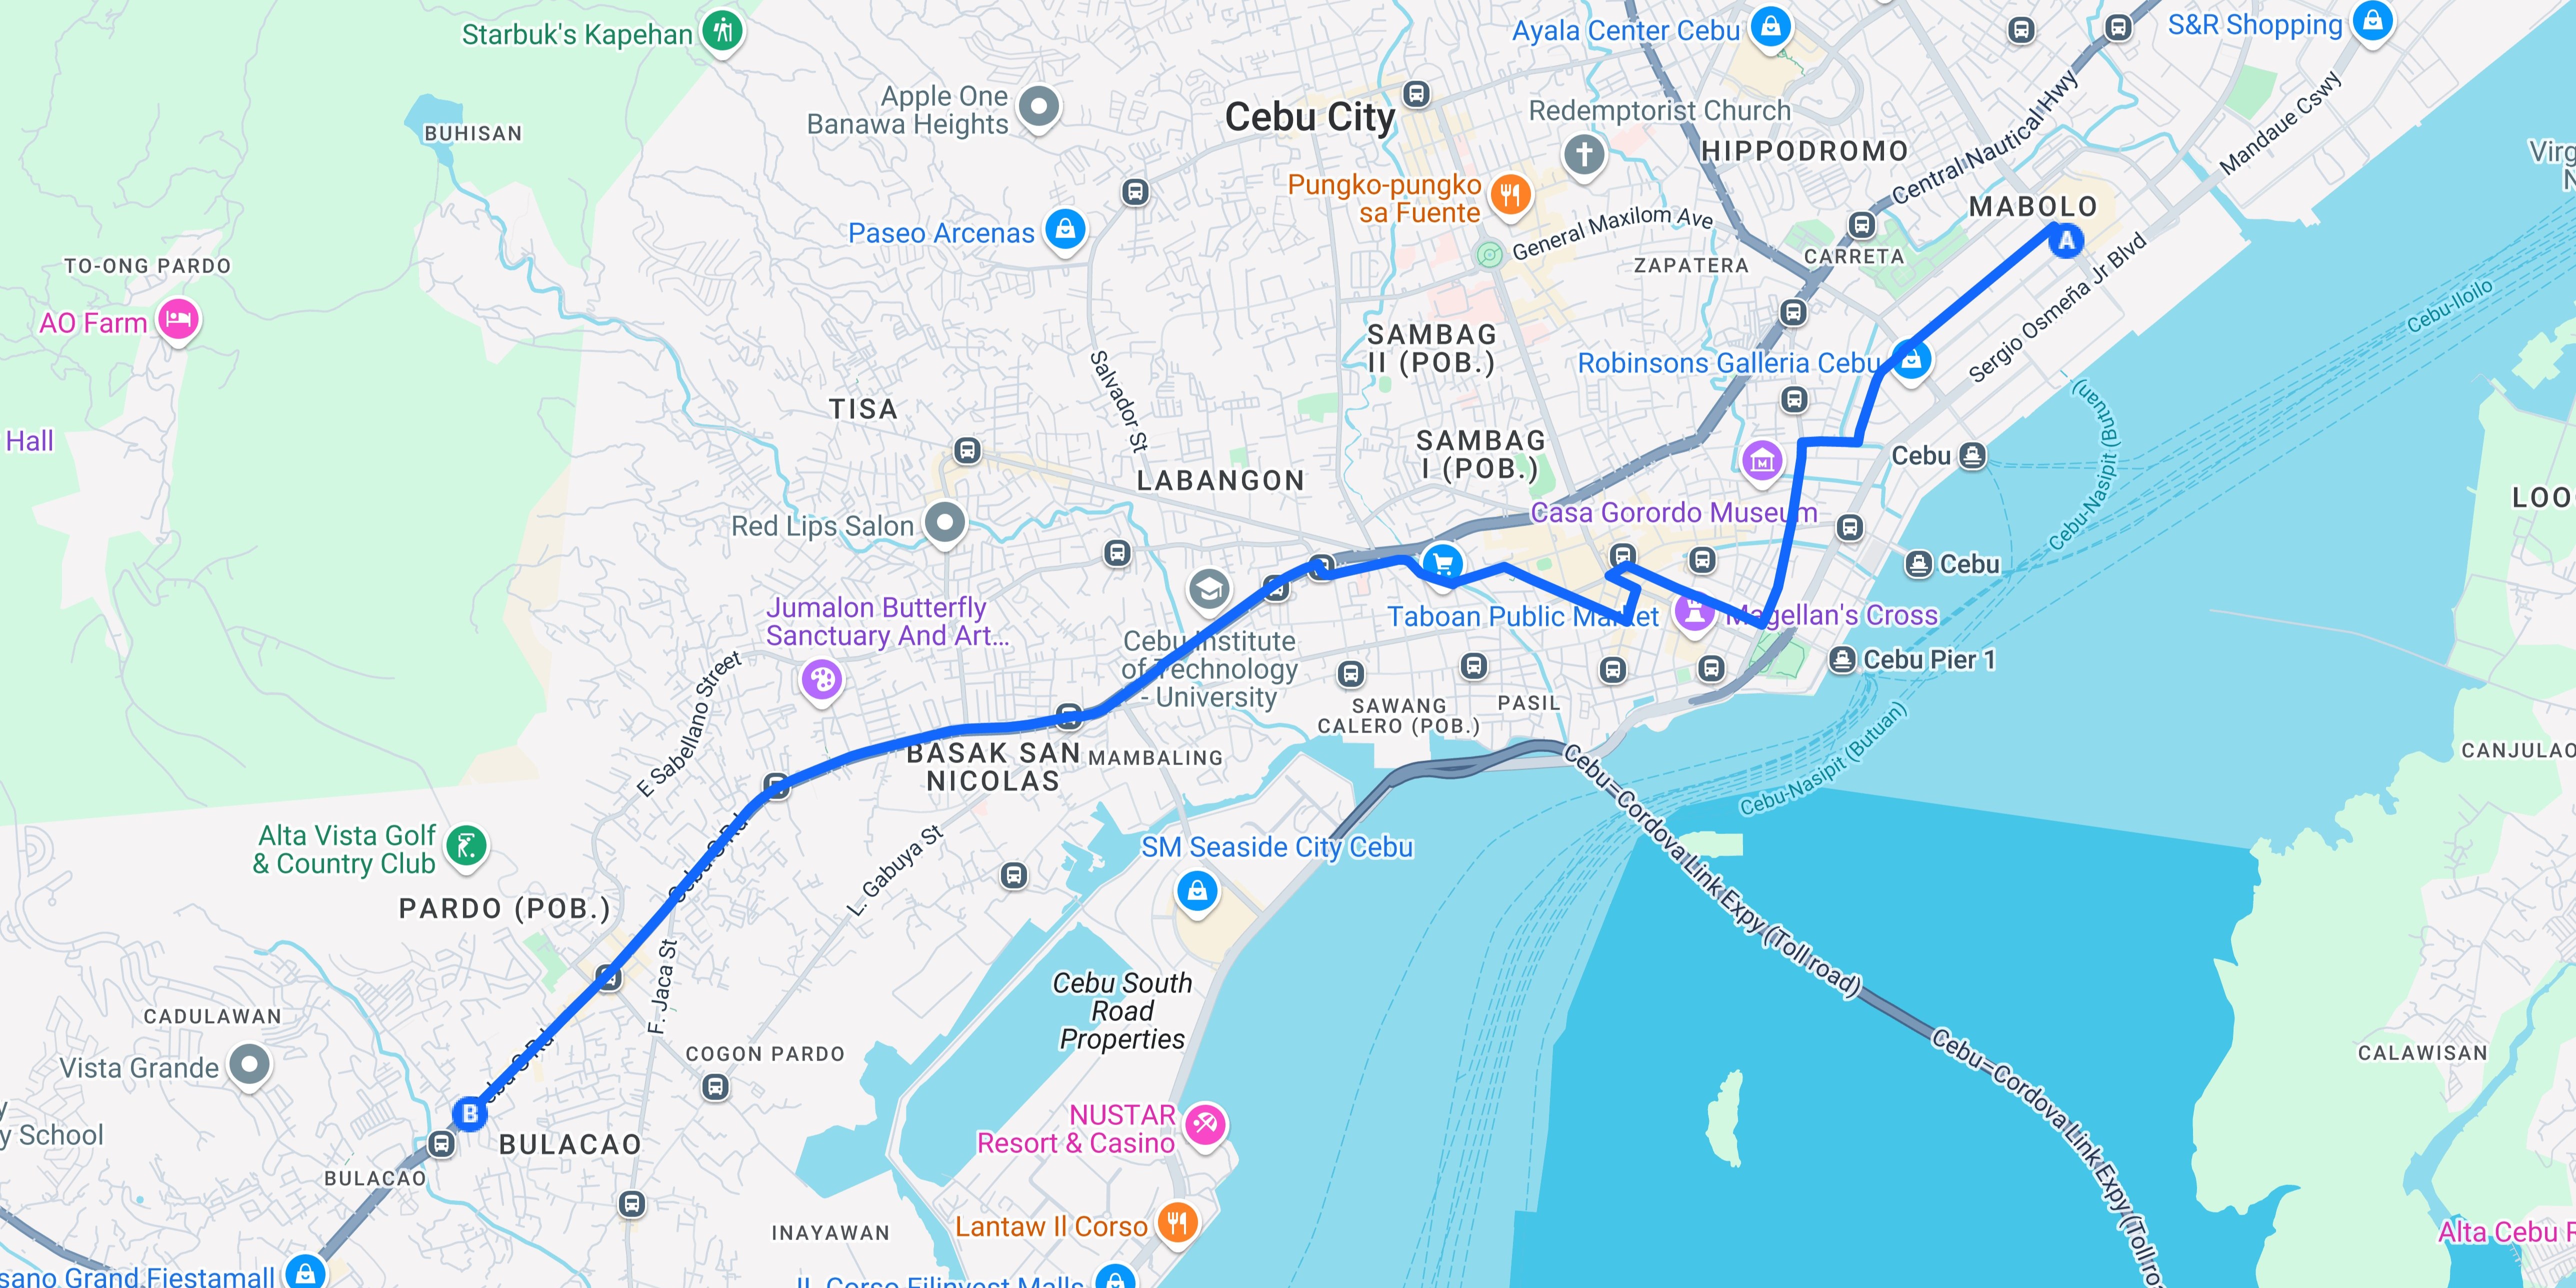 Starbuk's Kapehan
Ayala Center Cebu
S&R Shopping
BUHISAN
Apple One
Banawa Heights
Cebu City
Redemptorist Church
HIPPODROMO
Central Nautical Hwy
Mandaue Cswy
Pungko-pungko
sa Fuente
General Maxilom Ave
MABOLO
A
Paseo Arcenas
ZAPATERA
CARRETA
TO-ONG PARDO
AO Farm
Sergio Osmeña Jr Blvd
Cebu-Iloilo
SAMBAG
II (POB.)
Robinsons Galleria Cebu
Salvador St
TISA
Hall
SAMBAG
I (POB.)
Cebu
Cebu-Nasipit (Butuan)
LABANGON
LOO
Red Lips Salon
Casa Gorordo Museum
Cebu
Jumalon Butterfly
Sanctuary And Art...
Taboan Public Market
Magellan's Cross
Cebu Institute
of Technology
- University
Cebu Pier 1
E Sabellano Street
SAWANG
CALERO (POB.)
PASIL
BASAK SAN
NICOLAS
MAMBALING
Cebu-Nasipit (Butuan)
CANJULAO
Cebu=Cordova Link Expy (Toll road)
Alta Vista Golf
& Country Club
Cebu S Rd
L. Gabuya St
SM Seaside City Cebu
PARDO (POB.)
F. Jaca St
Cebu South
Road
Properties
CADULAWAN
Vista Grande
COGON PARDO
Cebu S Rd
B
y School
BULACAO
BULACAO
NUSTAR
Resort & Casino
Cebu=Cordova Link Expy (Toll roa
CALAWISAN
INAYAWAN
Lantaw Il Corso
Alta Cebu R
sano Grand Fiestamall
IL Corso Filinvest Malls